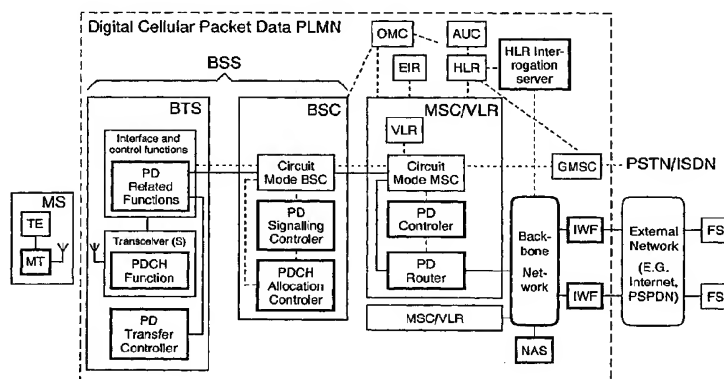 Digital Cellular Packet Data PLMN
OMC
AUC
HLR Inter-
rogation
server
EIR
HLR
BSS
BTS
BSC
MSC/VLR
Interface and
control functions
VLR
PD
Related
Functions
Circuit
Mode BSC
Circuit
Mode MSC
GMSC
PSTN/ISDN
MS
TE
MT
Transceiver (S)
PDCH
Function
PD
Signalling
Controler
PD
Controler
PDCH
Allocation
Controler
PD
Router
PD
Transfer
Controller
MSC/VLR
Back-
bone
Network
NAS
IWF
IWF
External
Network
(E.G.
Internet,
PSPDN)
FS
FS